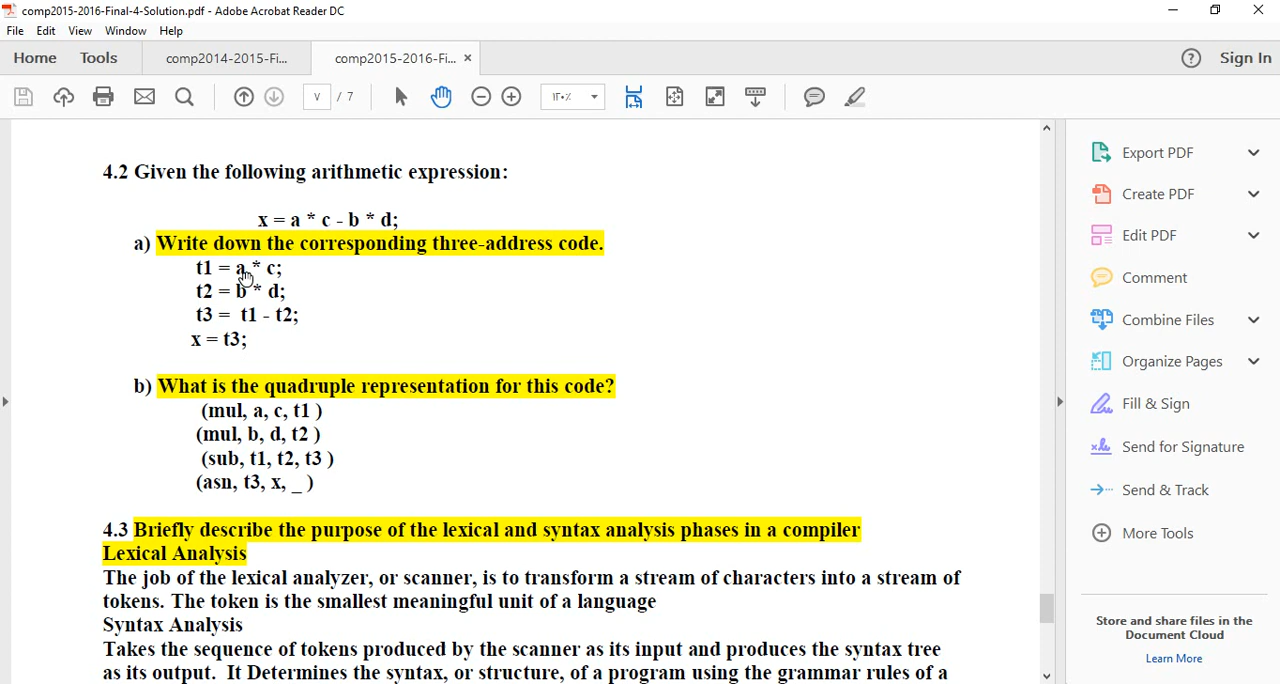 comp2015-2016-Final-4-Solution.pdf - Adobe Acrobat Reader DC
File Edit View Window Help
Home Tools comp2014-2015-Fi... comp2015-2016-Fi... × Sign In
٧ / 7 ١٣٠٪
4.2 Given the following arithmetic expression:
x = a * c - b * d;
a) Write down the corresponding three-address code.
t1 = a * c;
t2 = b * d;
t3 = t1 - t2;
x = t3;
b) What is the quadruple representation for this code?
(mul, a, c, t1 )
(mul, b, d, t2 )
(sub, t1, t2, t3 )
(asn, t3, x, _ )
4.3 Briefly describe the purpose of the lexical and syntax analysis phases in a compiler
Lexical Analysis
The job of the lexical analyzer, or scanner, is to transform a stream of characters into a stream of
tokens. The token is the smallest meaningful unit of a language
Syntax Analysis
Takes the sequence of tokens produced by the scanner as its input and produces the syntax tree
as its output. It Determines the syntax, or structure, of a program using the grammar rules of a
Export PDF
Create PDF
Edit PDF
Comment
Combine Files
Organize Pages
Fill & Sign
Send for Signature
Send & Track
More Tools
Store and share files in the
Document Cloud
Learn More